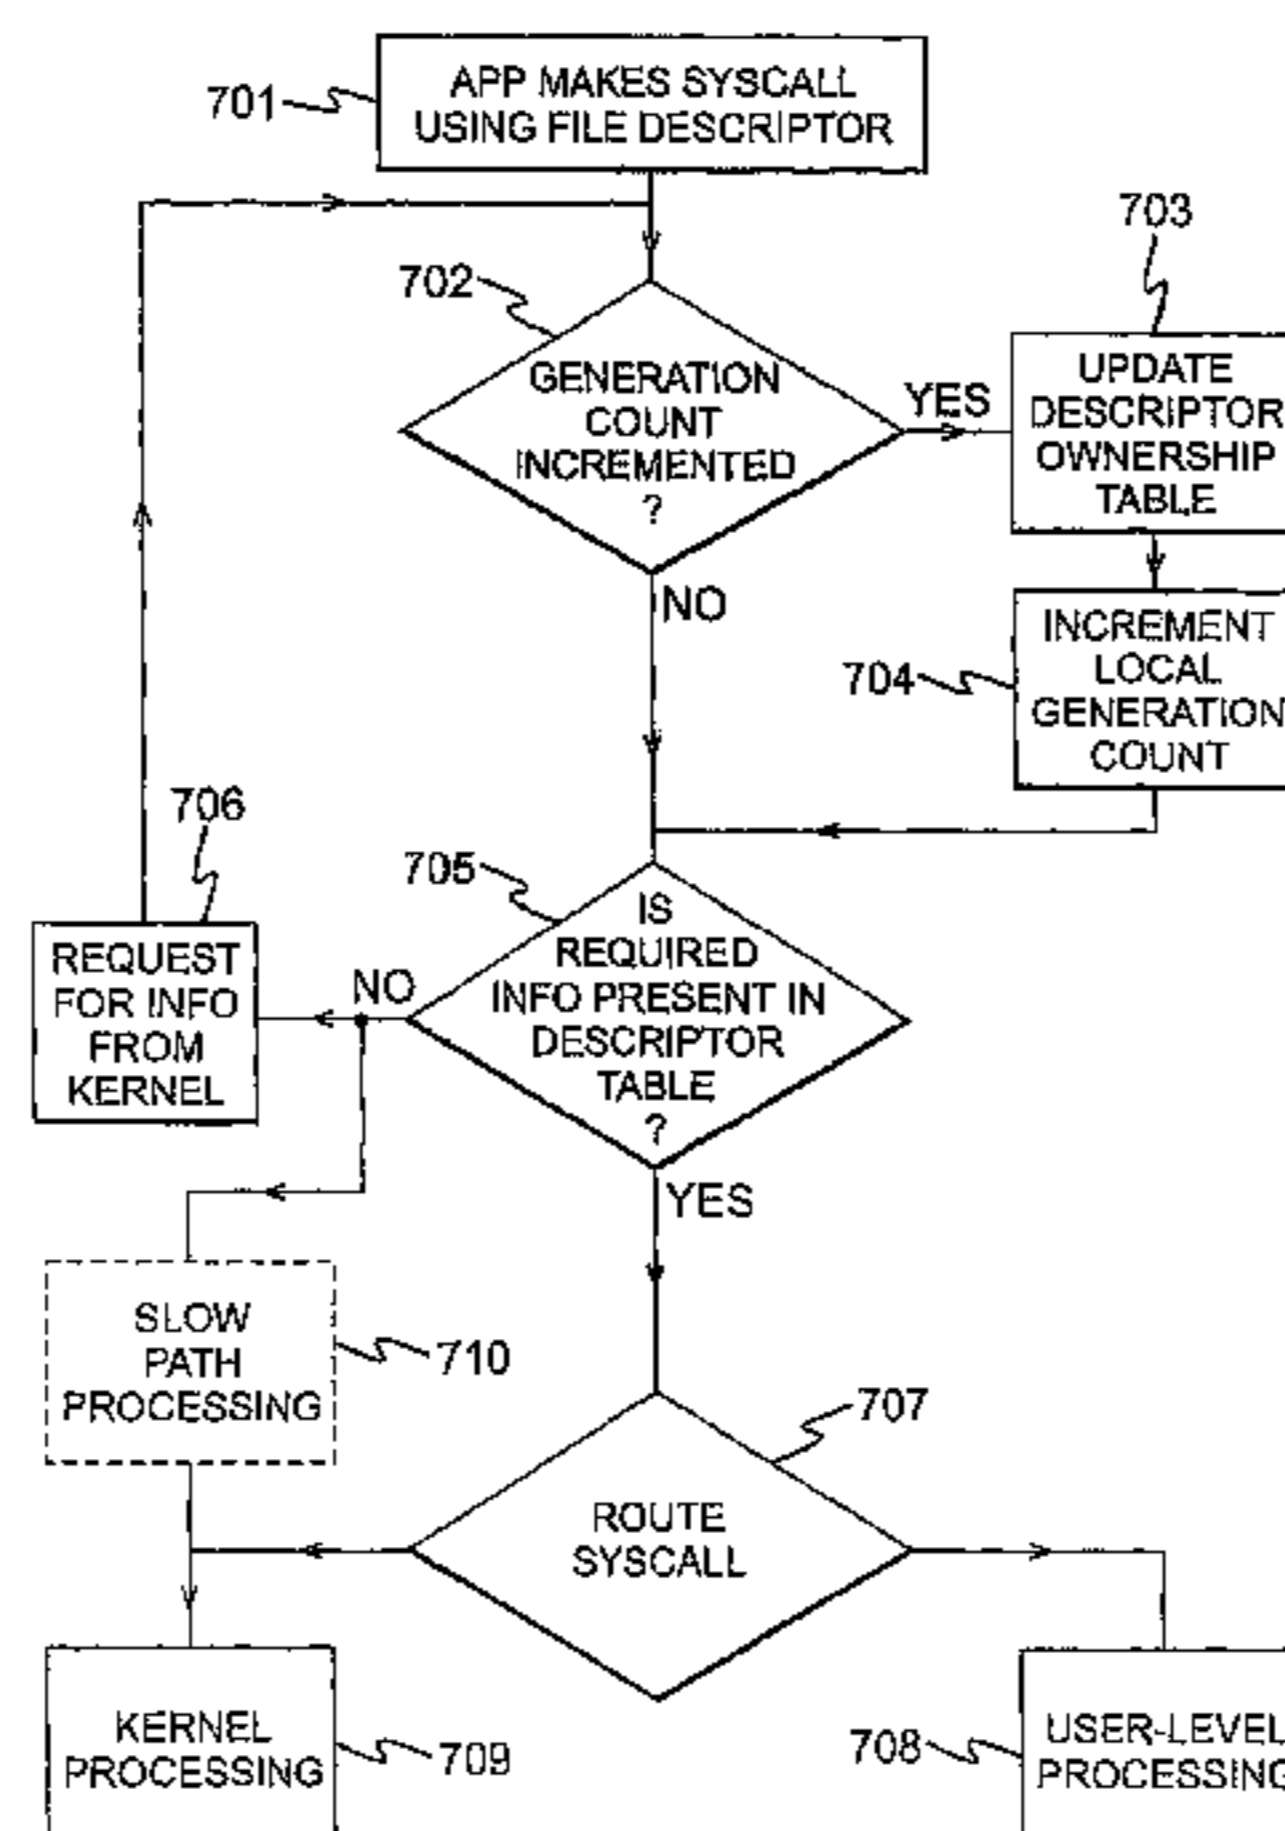 701
APP MAKES SYSCALL
USING FILE DESCRIPTOR
703
702
GENERATION
COUNT
INCREMENTED
?
YES
UPDATE
DESCRIPTOR
OWNERSHIP
TABLE
NO
704
INCREMENT
LOCAL
GENERATION
COUNT
706
705
IS
REQUIRED
INFO PRESENT IN
DESCRIPTOR
TABLE
?
NO
REQUEST
FOR INFO
FROM
KERNEL
YES
SLOW
PATH
PROCESSING
710
707
ROUTE
SYSCALL
KERNEL
PROCESSING
709
708
USER-LEVEL
PROCESSING